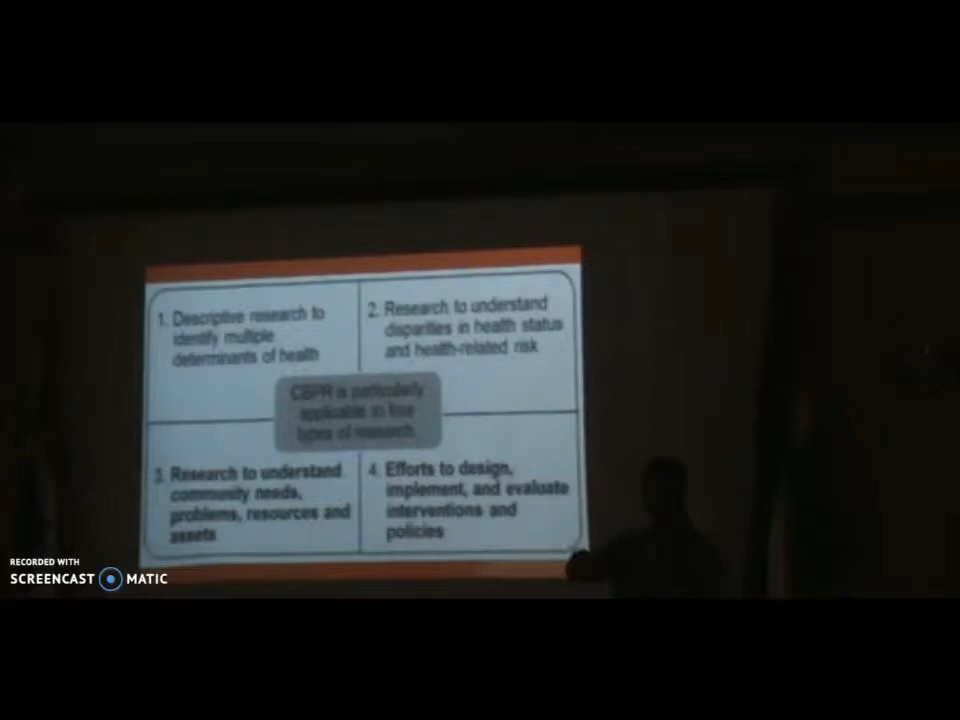 1. Descriptive research to
identify multiple
determinants of health
2. Research to understand
disparities in health status
and health-related risk
CBPR is particularly
applicable to four
types of research
3. Research to understand
community needs,
problems, resources and
assets
4. Efforts to design,
implement, and evaluate
interventions and
policies
RECORDED WITH
SCREENCAST MATIC